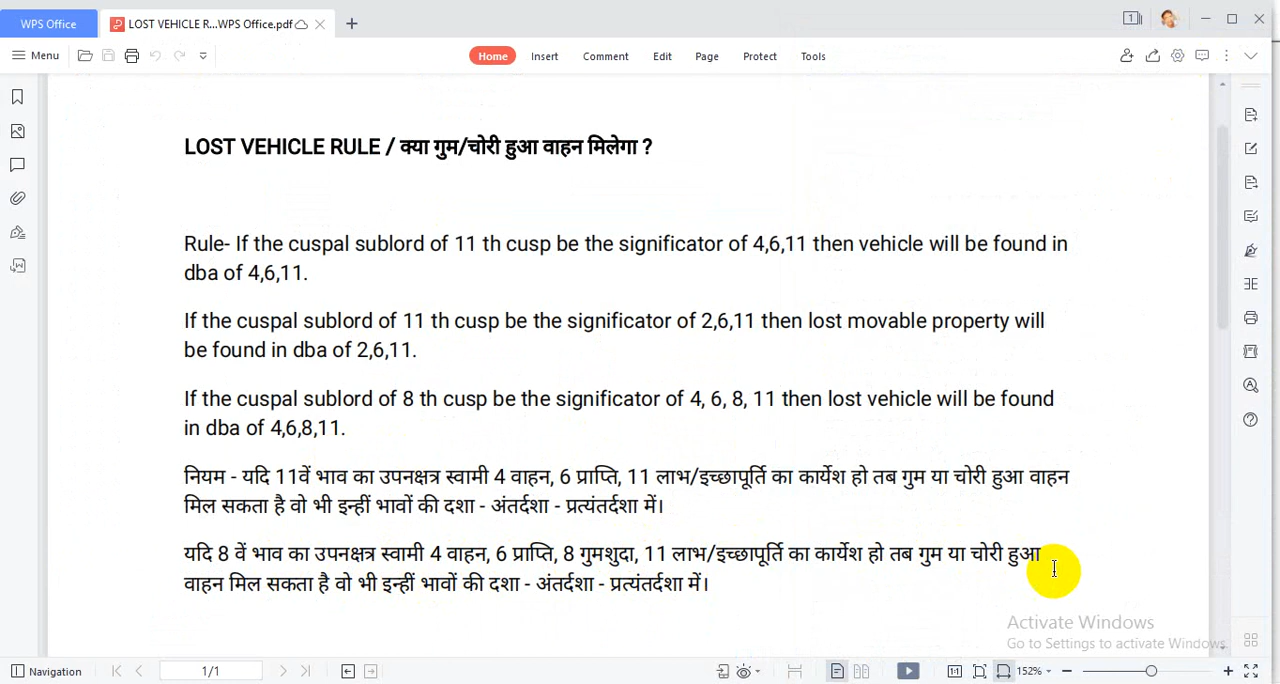 WPS Office
LOST VEHICLE R...WPS Office.pdf
Menu
Home Insert Comment Edit Page Protect Tools
LOST VEHICLE RULE / क्या गुम/चोरी हुआ वाहन मिलेगा ?
Rule- If the cuspal sublord of 11 th cusp be the significator of 4,6,11 then vehicle will be found in
dba of 4,6,11.
If the cuspal sublord of 11 th cusp be the significator of 2,6,11 then lost movable property will
be found in dba of 2,6,11.
If the cuspal sublord of 8 th cusp be the significator of 4, 6, 8, 11 then lost vehicle will be found
in dba of 4,6,8,11.
नियम - यदि 11वें भाव का उपनक्षत्र स्वामी 4 वाहन, 6 प्राप्ति, 11 लाभ/इच्छापूर्ति का कार्येश हो तब गुम या चोरी हुआ वाहन
मिल सकता है वो भी इन्हीं भावों की दशा - अंतर्दशा - प्रत्यंतर्दशा में।
यदि 8 वें भाव का उपनक्षत्र स्वामी 4 वाहन, 6 प्राप्ति, 8 गुमशुदा, 11 लाभ/इच्छापूर्ति का कार्येश हो तब गुम या चोरी हुआ
वाहन मिल सकता है वो भी इन्हीं भावों की दशा - अंतर्दशा - प्रत्यंतर्दशा में।
Activate Windows
Go to Settings to activate Windows.
Navigation 1/1 152%